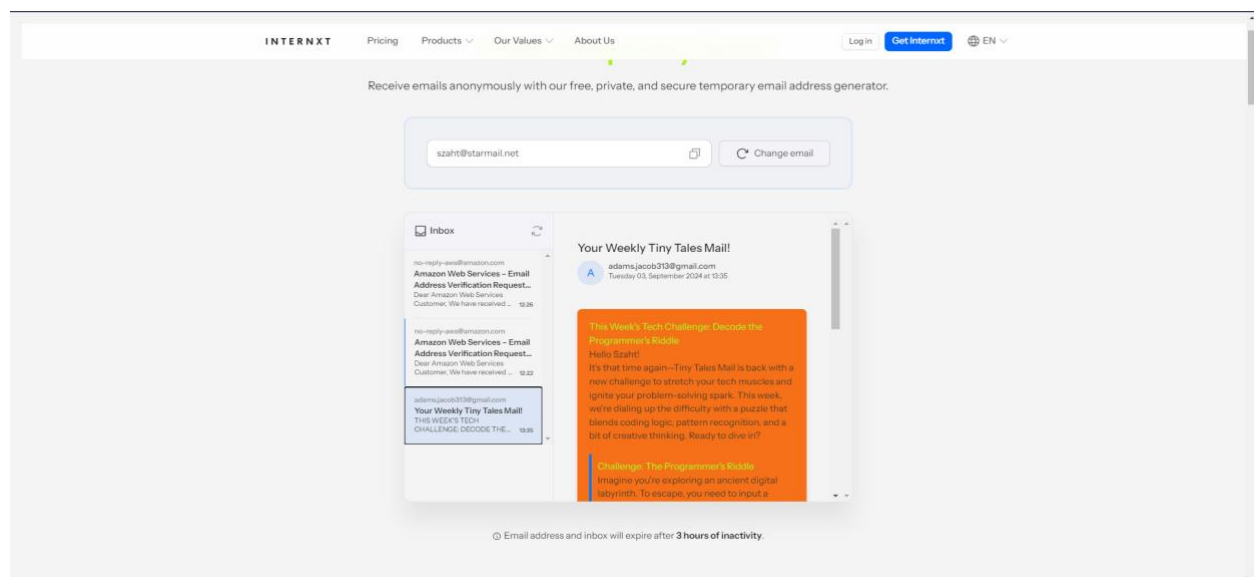 INTERNXT
Pricing
Products
Our Values
About Us
Log in
Get Internxt
EN
Receive emails anonymously with our free, private, and secure temporary email address generator.
szaht@starmail.net
Change email
Inbox
no-reply-aws@amazon.com
Amazon Web Services – Email
Address Verification Request...
Dear Amazon Web Services
Customer, We have received ... 12:26
no-reply-aws@amazon.com
Amazon Web Services – Email
Address Verification Request...
Dear Amazon Web Services
Customer, We have received ... 12:22
adamsjacob313@gmail.com
Your Weekly Tiny Tales Mail!
THIS WEEK'S TECH
CHALLENGE: DECODE THE... 13:35
Your Weekly Tiny Tales Mail!
A
adamsjacob313@gmail.com
Tuesday 03, September 2024 at 13:35
This Week's Tech Challenge: Decode the
Programmer's Riddle
Hello Szaht!
It's that time again—Tiny Tales Mail is back with a
new challenge to stretch your tech muscles and
ignite your problem-solving spark. This week,
we're dialing up the difficulty with a puzzle that
blends coding logic, pattern recognition, and a
bit of creative thinking. Ready to dive in?
Challenge: The Programmer's Riddle
Imagine you're exploring an ancient digital
labyrinth. To escape, you need to input a
Email address and inbox will expire after 3 hours of inactivity.